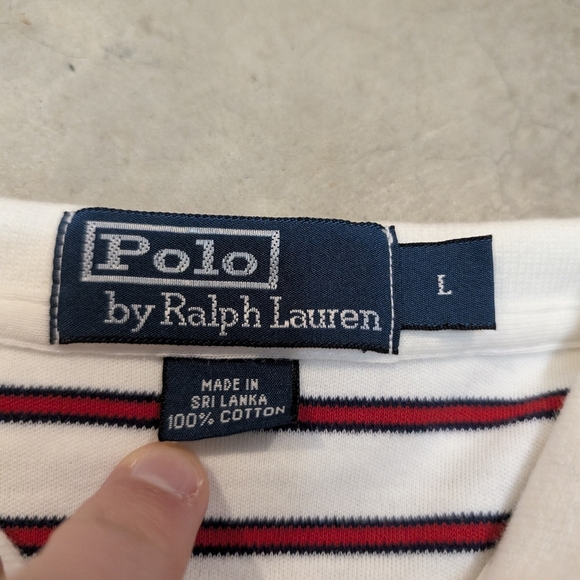 Polo
by Ralph Lauren
L
MADE IN
SRI LANKA
100% COTTON